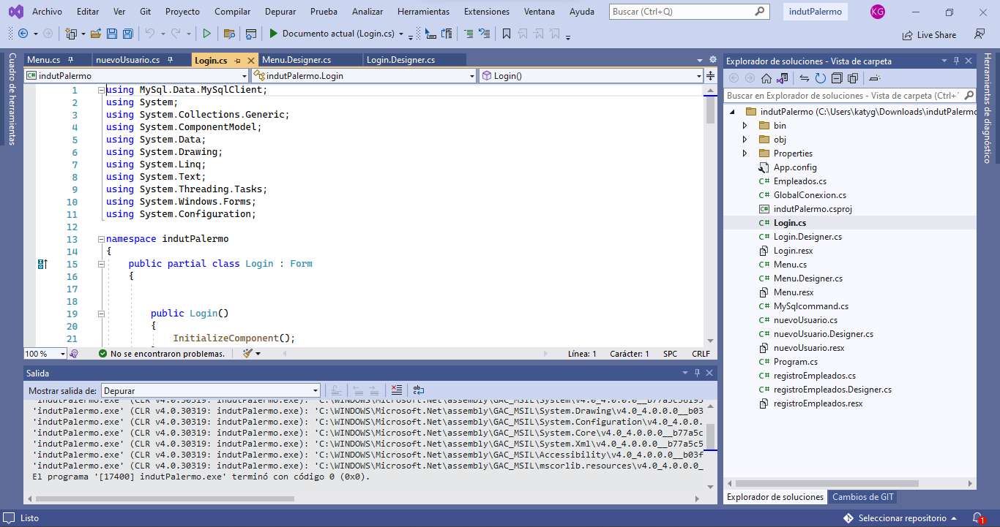 Archivo Editar Ver Git Proyecto Compilar Depurar Prueba Analizar Herramientas Extensiones Ventana Ayuda Buscar (Ctrl+Q) indutPalermo KG
Documento actual (Login.cs) Live Share
Cuadro de herramientas
Menu.cs nuevoUsuario.cs Login.cs Menu.Designer.cs Login.Designer.cs
indutPalermo indutPalermo.Login Login()
1 using MySql.Data.MySqlClient;
2 using System;
3 using System.Collections.Generic;
4 using System.ComponentModel;
5 using System.Data;
6 using System.Drawing;
7 using System.Linq;
8 using System.Text;
9 using System.Threading.Tasks;
10 using System.Windows.Forms;
11 using System.Configuration;
12
13 namespace indutPalermo
14 {
15 public partial class Login : Form
16 {
17
18
19 public Login()
20 {
21 InitializeComponent();
100 % No se encontraron problemas. Línea: 1 Carácter: 1 SPC CRLF
Salida
Mostrar salida de: Depurar
'indutPalermo.exe' (CLR v4.0.30319: indutPalermo.exe): 'C:\WINDOWS\Microsoft.Net\assembly\GAC_MSIL\System\v4.0_4.0.0.0__b77a5c56193
'indutPalermo.exe' (CLR v4.0.30319: indutPalermo.exe): 'C:\WINDOWS\Microsoft.Net\assembly\GAC_MSIL\System.Drawing\v4.0_4.0.0.0__b03
'indutPalermo.exe' (CLR v4.0.30319: indutPalermo.exe): 'C:\WINDOWS\Microsoft.Net\assembly\GAC_MSIL\System.Configuration\v4.0_4.0.0.
'indutPalermo.exe' (CLR v4.0.30319: indutPalermo.exe): 'C:\WINDOWS\Microsoft.Net\assembly\GAC_MSIL\System.Core\v4.0_4.0.0.0__b77a5c
'indutPalermo.exe' (CLR v4.0.30319: indutPalermo.exe): 'C:\WINDOWS\Microsoft.Net\assembly\GAC_MSIL\System.Xml\v4.0_4.0.0.0__b77a5c5
'indutPalermo.exe' (CLR v4.0.30319: indutPalermo.exe): 'C:\WINDOWS\Microsoft.Net\assembly\GAC_MSIL\Accessibility\v4.0_4.0.0.0__b03f
'indutPalermo.exe' (CLR v4.0.30319: indutPalermo.exe): 'C:\WINDOWS\Microsoft.Net\assembly\GAC_MSIL\mscorlib.resources\v4.0_4.0.0.0_
El programa '[17400] indutPalermo.exe' terminó con código 0 (0x0).
Explorador de soluciones - Vista de carpeta
Buscar en Explorador de soluciones - Vista de carpeta (Ctrl+
indutPalermo (C:\Users\katyg\Downloads\indutPalermo
bin
obj
Properties
App.config
C# Empleados.cs
C# GlobalConexion.cs
C# indutPalermo.csproj
C# Login.cs
C# Login.Designer.cs
Login.resx
C# Menu.cs
C# Menu.Designer.cs
Menu.resx
C# MySqlcommand.cs
C# nuevoUsuario.cs
C# nuevoUsuario.Designer.cs
nuevoUsuario.resx
C# Program.cs
C# registroEmpleados.cs
C# registroEmpleados.Designer.cs
registroEmpleados.resx
Explorador de soluciones Cambios de GIT
Herramientas de diagnóstico
Listo Seleccionar repositorio 1